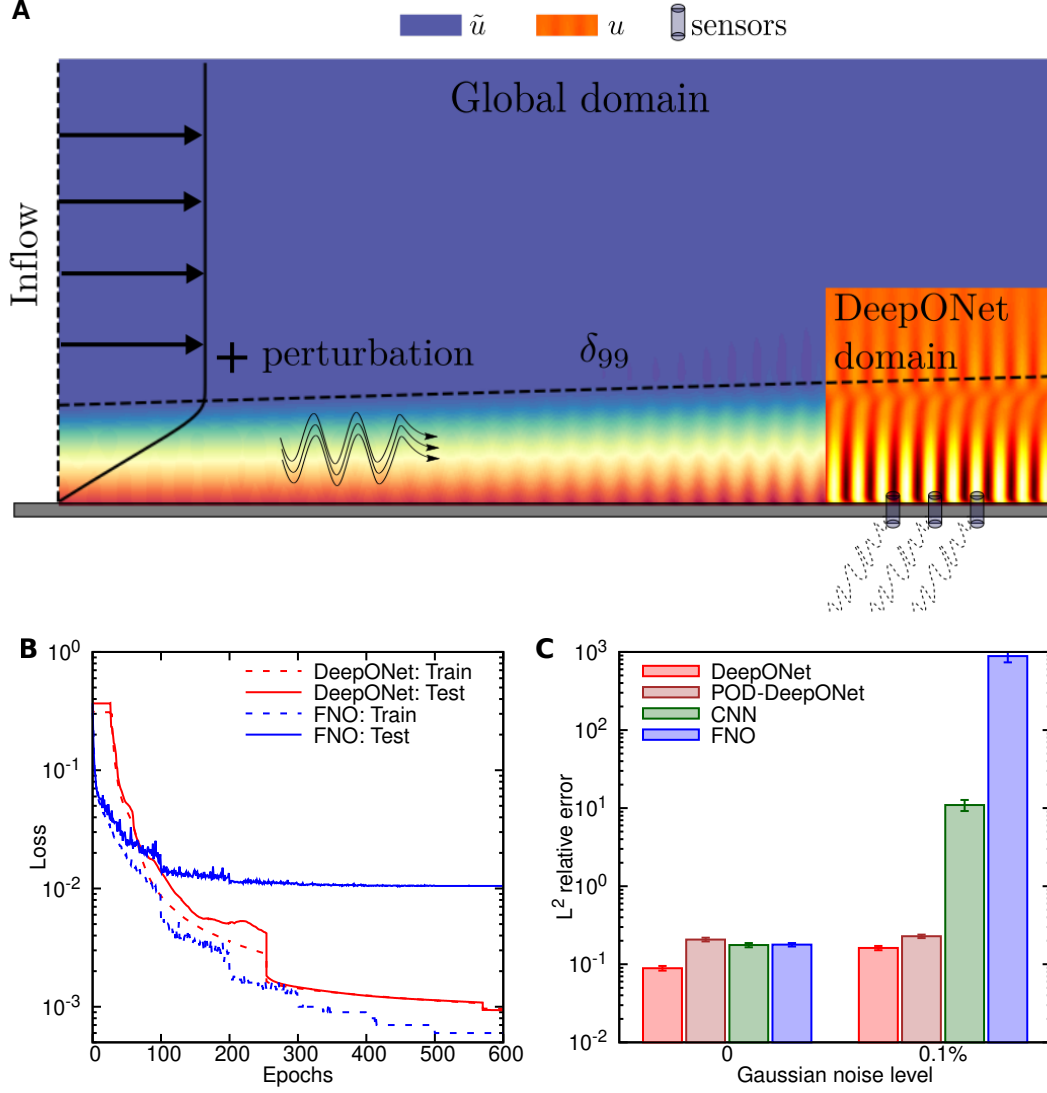 A
ũ
u
sensors
Global domain
Inflow
+ perturbation
δ99
DeepONet
domain
B
10^0
10^-1
10^-2
10^-3
Loss
DeepONet: Train
DeepONet: Test
FNO: Train
FNO: Test
0 100 200 300 400 500 600
Epochs
C
10^3
10^2
10^1
10^0
10^-1
10^-2
L^2 relative error
DeepONet
POD-DeepONet
CNN
FNO
0 0.1%
Gaussian noise level